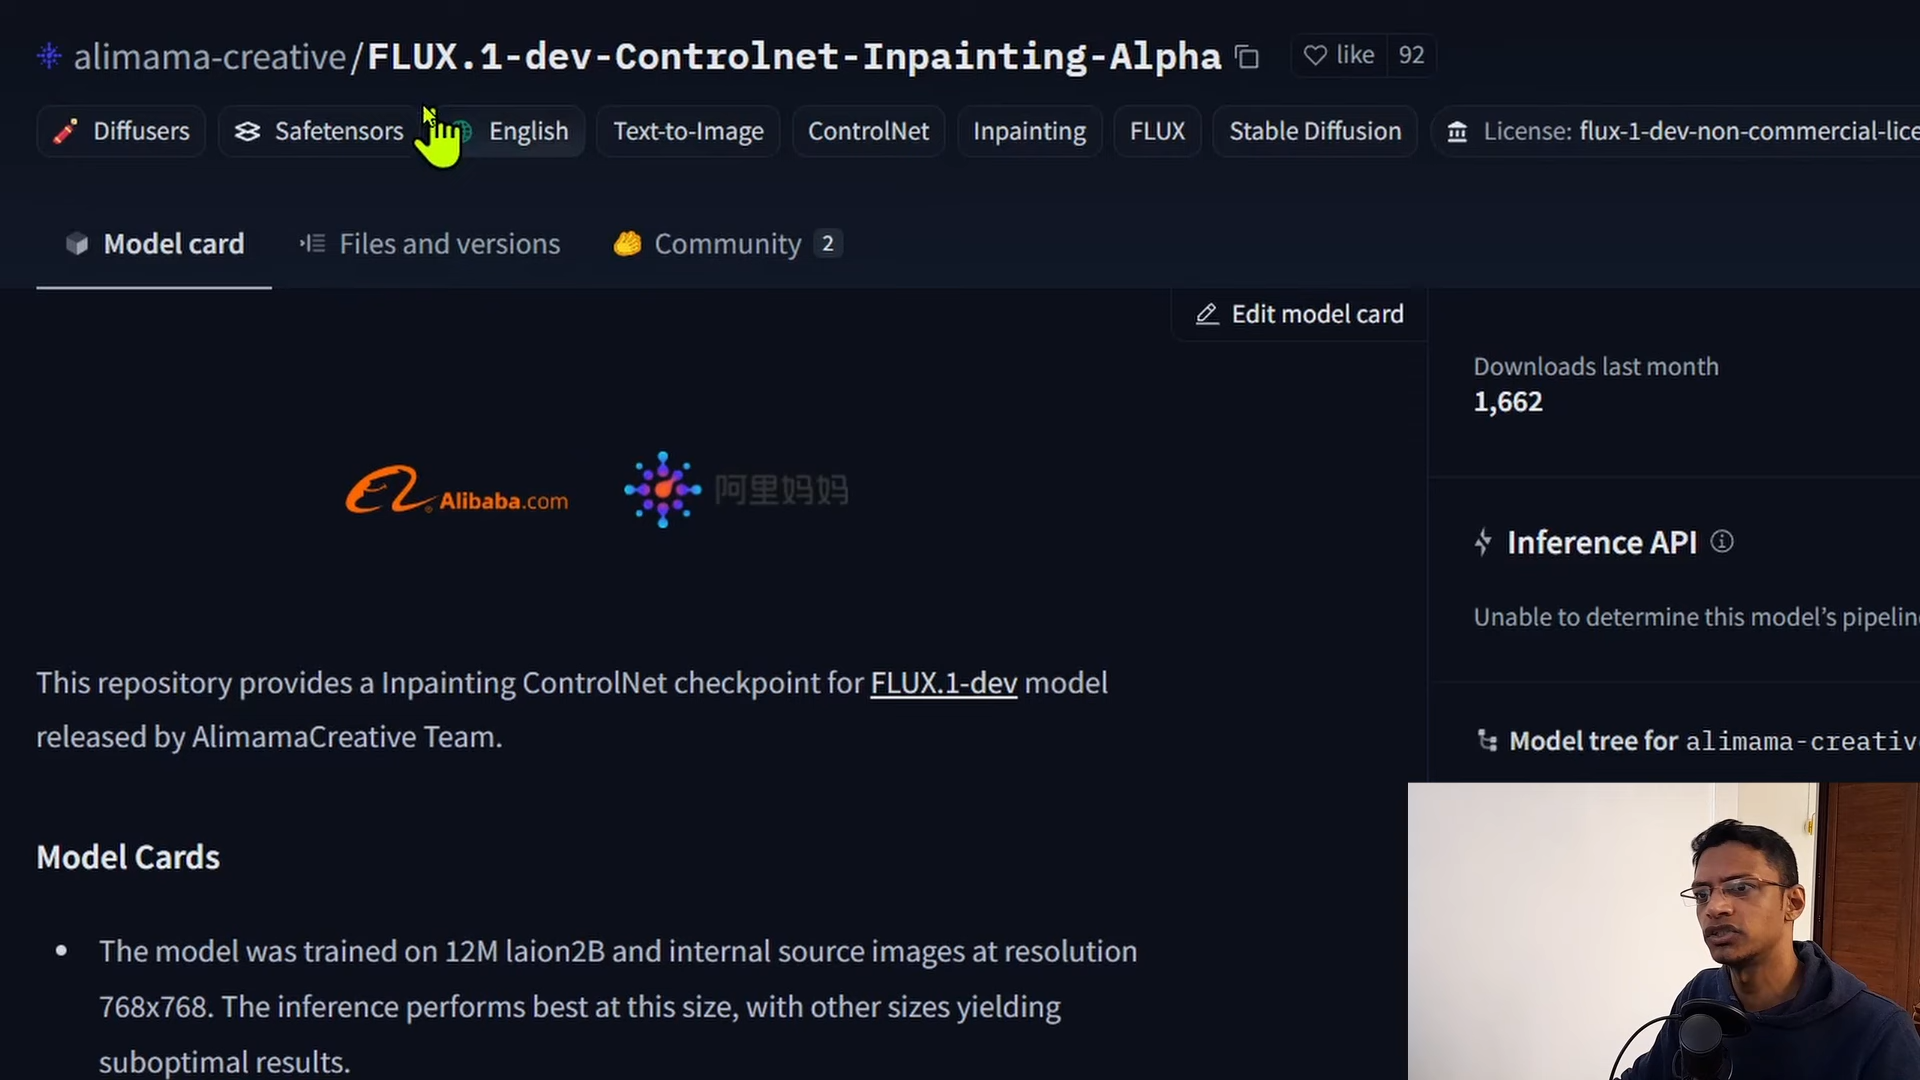 alimama-creative/FLUX.1-dev-Controlnet-Inpainting-Alpha like 92
Diffusers Safetensors English Text-to-Image ControlNet Inpainting FLUX Stable Diffusion License: flux-1-dev-non-commercial-lice
Model card Files and versions Community 2
Edit model card
Downloads last month
1,662
Alibaba.com 阿里妈妈
Inference API
Unable to determine this model’s pipelin
This repository provides a Inpainting ControlNet checkpoint for FLUX.1-dev model
released by AlimamaCreative Team.
Model tree for alimama-creativ
Model Cards
• The model was trained on 12M laion2B and internal source images at resolution
768x768. The inference performs best at this size, with other sizes yielding
suboptimal results.